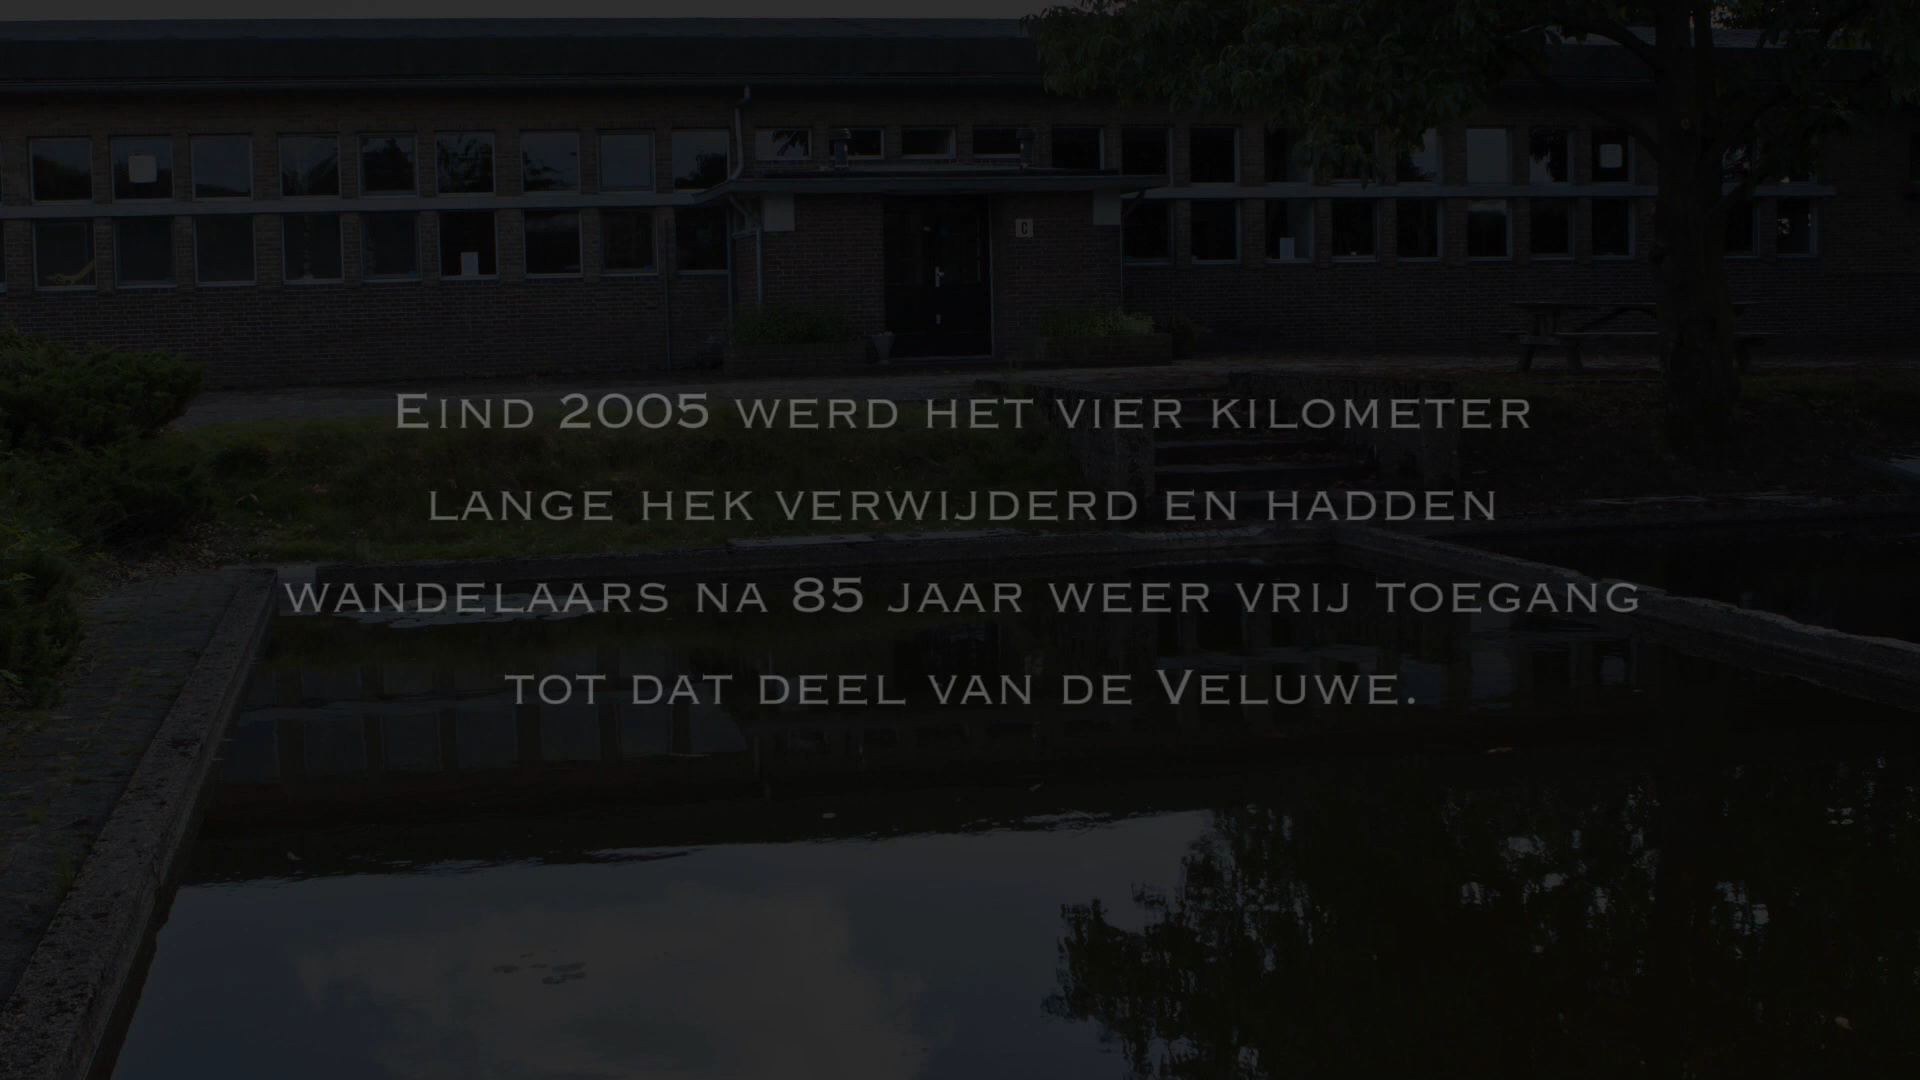 C
Eind 2005 werd het vier kilometer
lange hek verwijderd en hadden
wandelaars na 85 jaar weer vrij toegang
tot dat deel van de Veluwe.